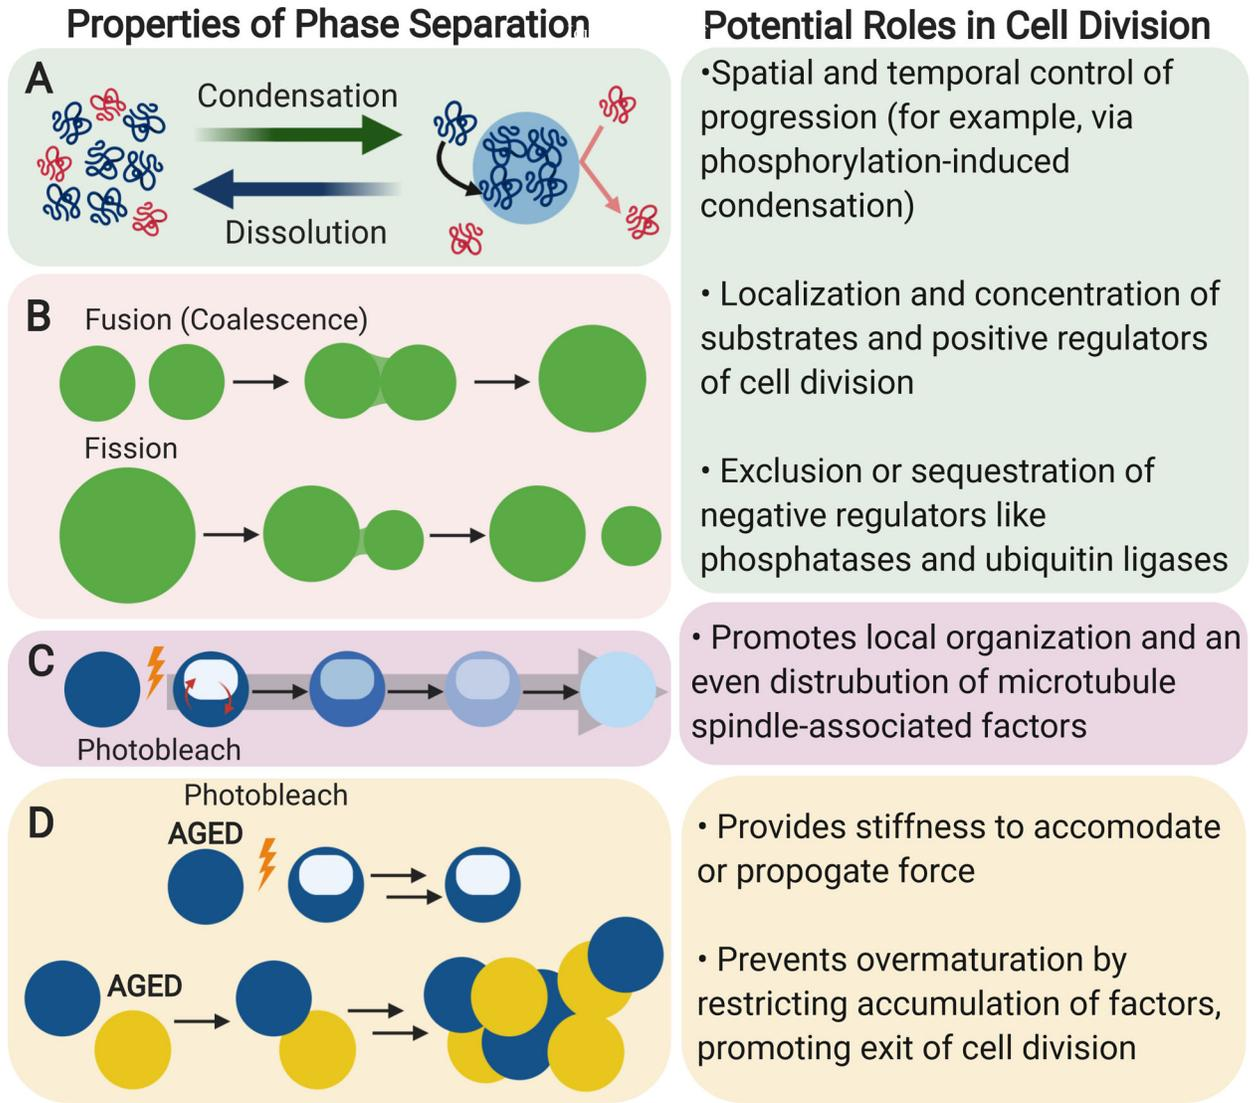 Properties of Phase Separation
Potential Roles in Cell Division
A
Condensation
Dissolution
•Spatial and temporal control of
progression (for example, via
phosphorylation-induced
condensation)
• Localization and concentration of
substrates and positive regulators
of cell division
• Exclusion or sequestration of
negative regulators like
phosphatases and ubiquitin ligases
B
Fusion (Coalescence)
Fission
C
Photobleach
• Promotes local organization and an
even distrubution of microtubule
spindle-associated factors
D
Photobleach
AGED
AGED
• Provides stiffness to accomodate
or propogate force
• Prevents overmaturation by
restricting accumulation of factors,
promoting exit of cell division